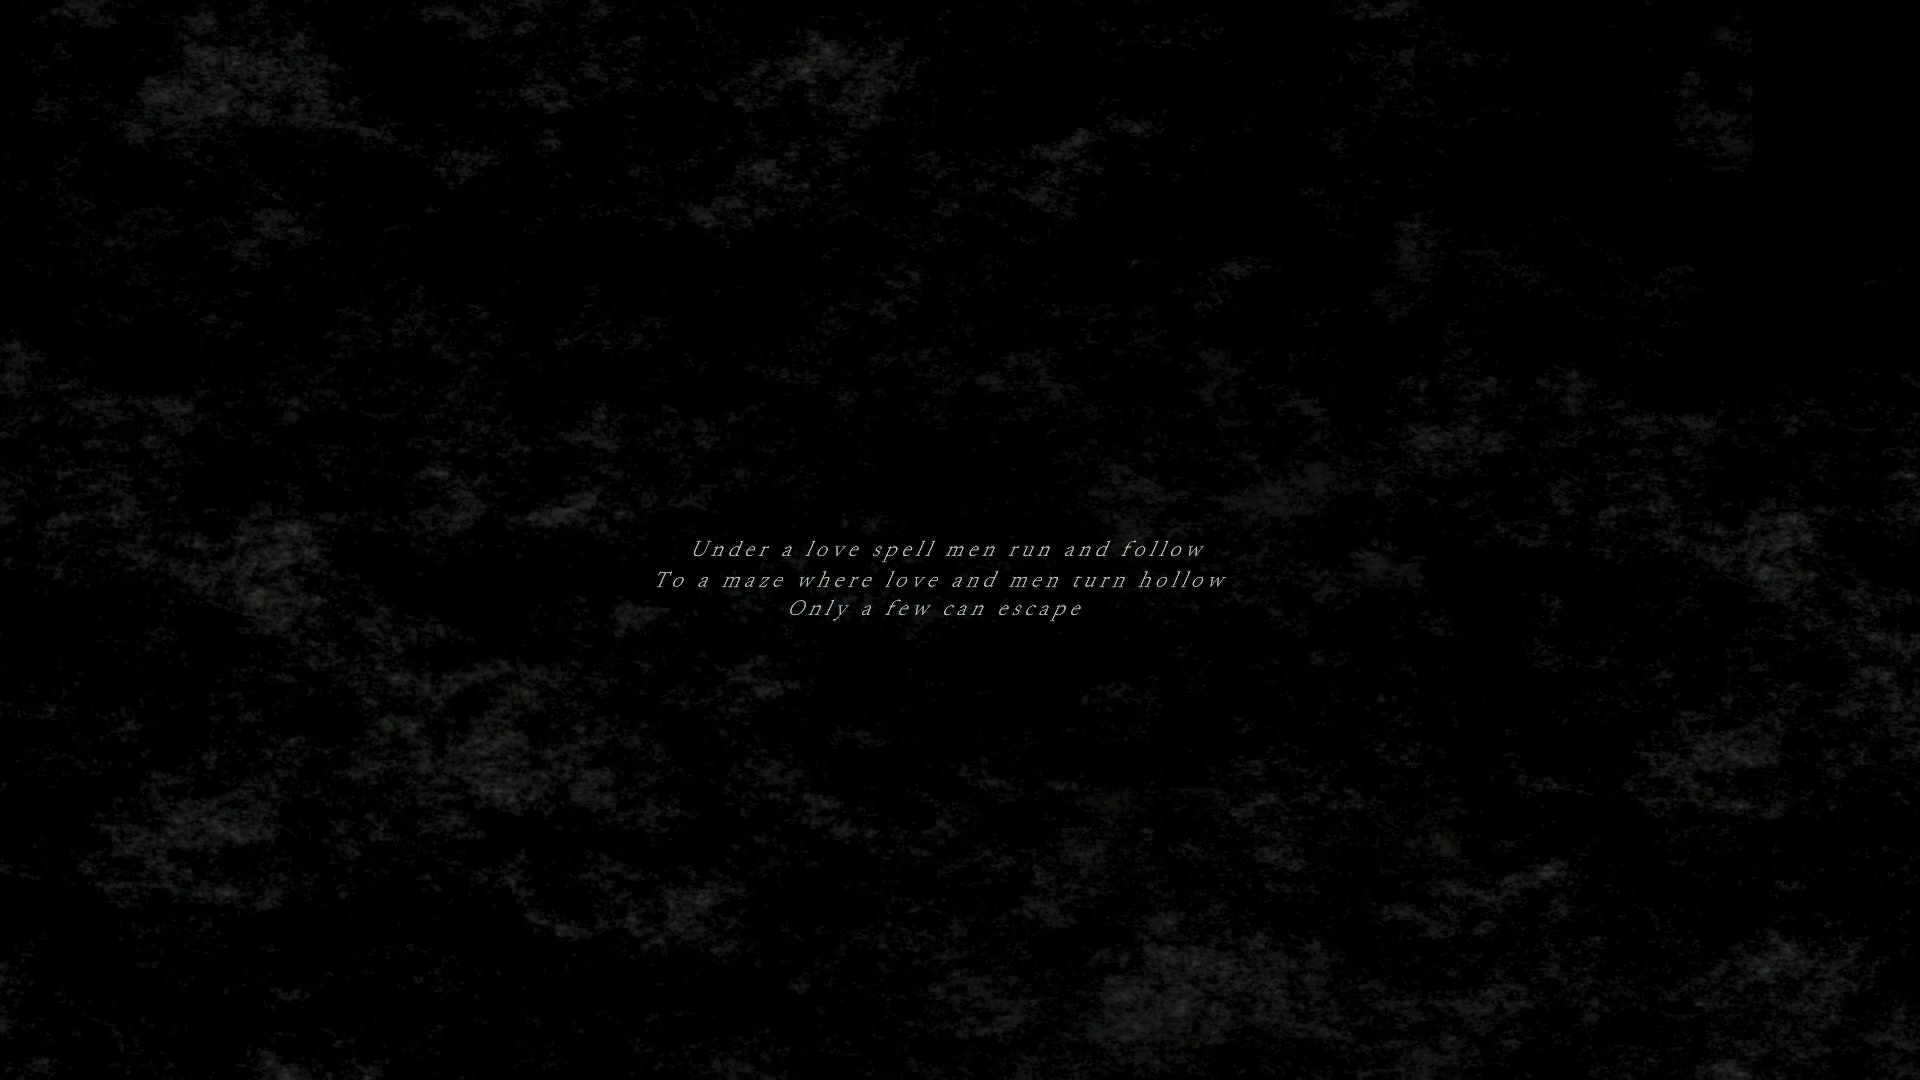 Under a love spell men run and follow
To a maze where love and men turn hollow
Only a few can escape